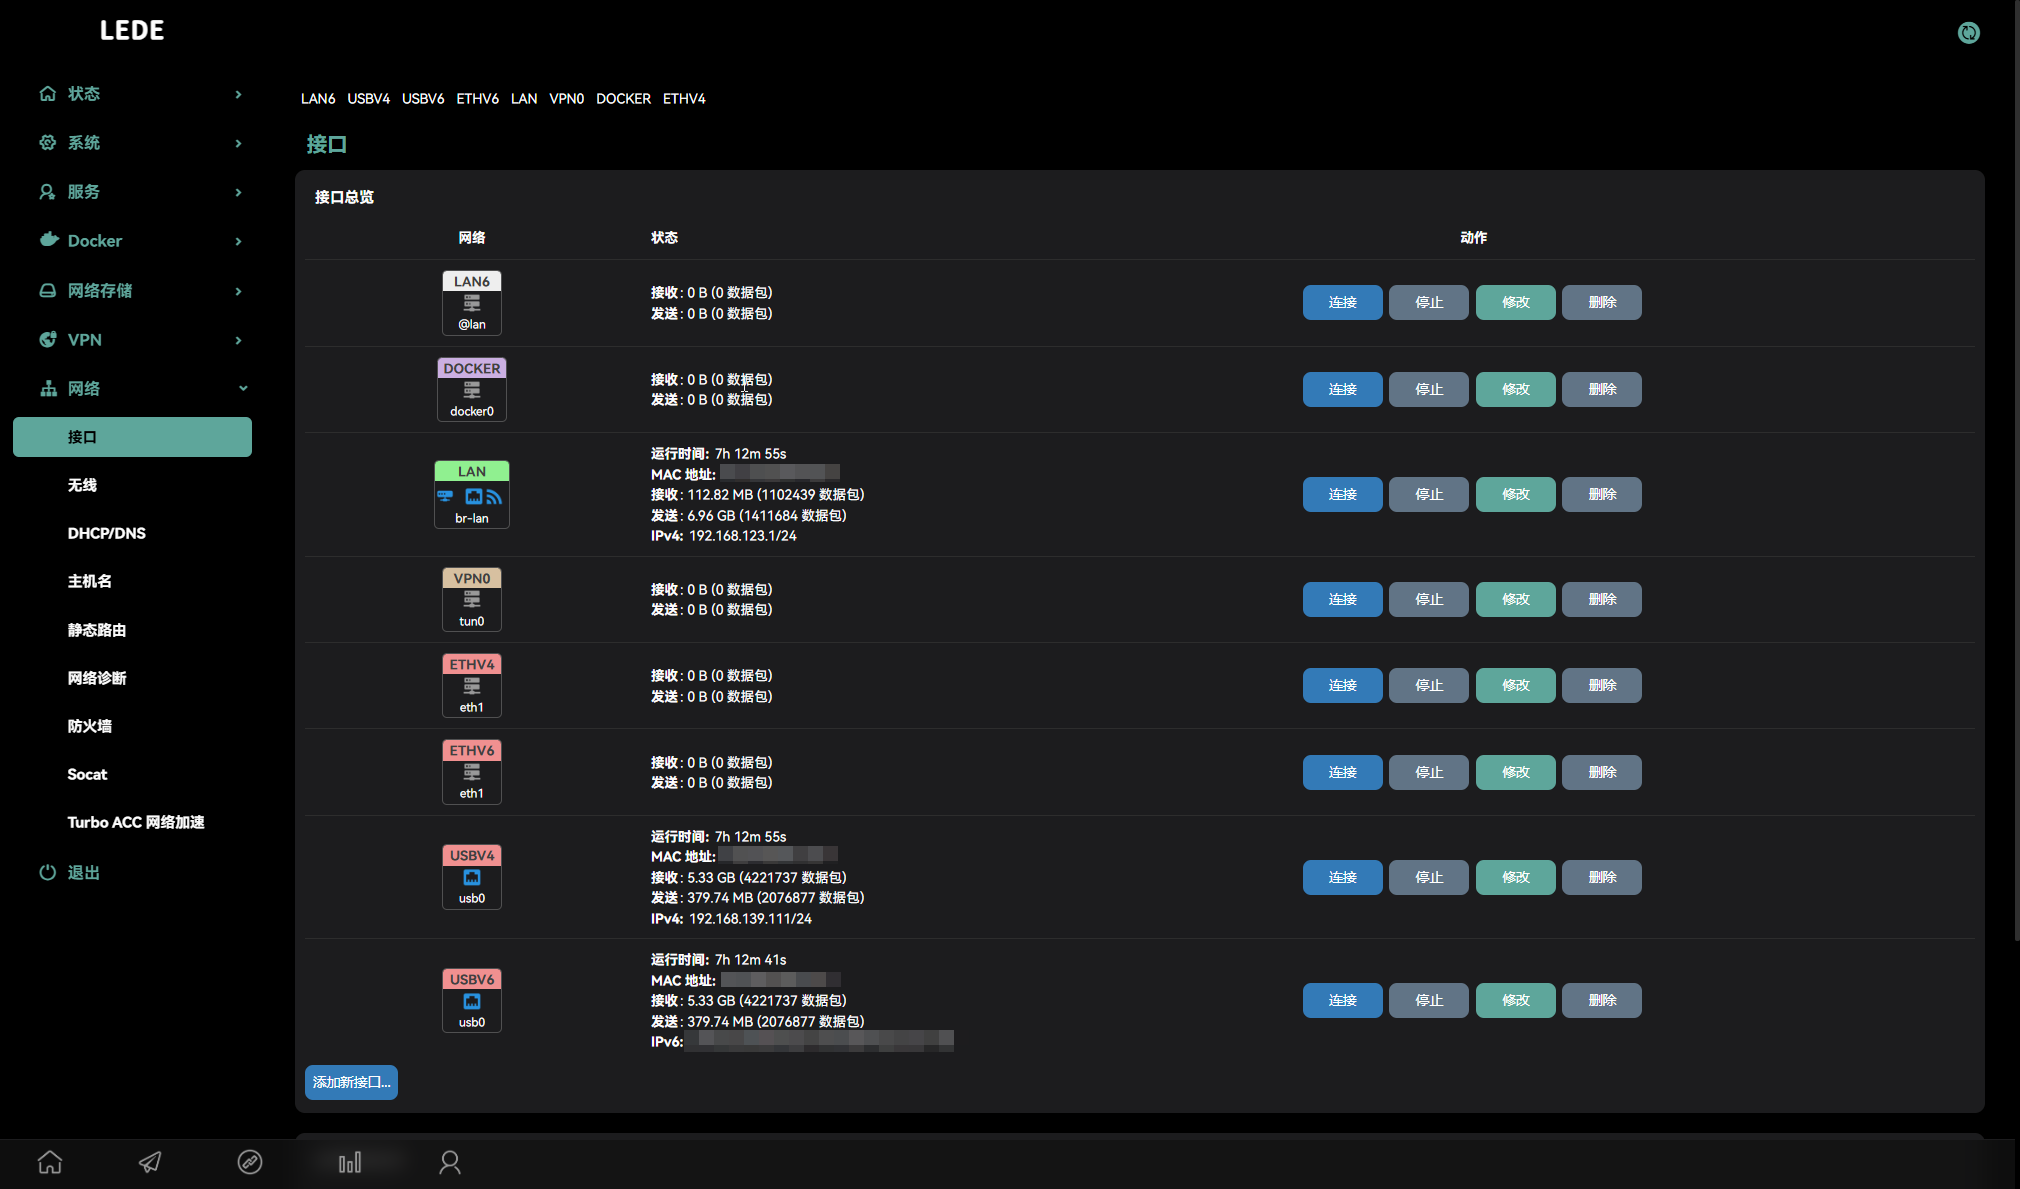 LEDE
状态
系统
服务
Docker
网络存储
VPN
网络
接口
无线
DHCP/DNS
主机名
静态路由
网络诊断
防火墙
Socat
Turbo ACC 网络加速
退出
LAN6 USBV4 USBV6 ETHV6 LAN VPN0 DOCKER ETHV4
接口
接口总览
网络 状态 动作
LAN6
@lan
接收: 0 B (0 数据包)
发送: 0 B (0 数据包)
连接 停止 修改 删除
DOCKER
docker0
接收: 0 B (0 数据包)
发送: 0 B (0 数据包)
连接 停止 修改 删除
LAN
br-lan
运行时间: 7h 12m 55s
MAC 地址:
接收: 112.82 MB (1102439 数据包)
发送: 6.96 GB (1411684 数据包)
IPv4: 192.168.123.1/24
连接 停止 修改 删除
VPN0
tun0
接收: 0 B (0 数据包)
发送: 0 B (0 数据包)
连接 停止 修改 删除
ETHV4
eth1
接收: 0 B (0 数据包)
发送: 0 B (0 数据包)
连接 停止 修改 删除
ETHV6
eth1
接收: 0 B (0 数据包)
发送: 0 B (0 数据包)
连接 停止 修改 删除
USBV4
usb0
运行时间: 7h 12m 55s
MAC 地址:
接收: 5.33 GB (4221737 数据包)
发送: 379.74 MB (2076877 数据包)
IPv4: 192.168.139.111/24
连接 停止 修改 删除
USBV6
usb0
运行时间: 7h 12m 41s
MAC 地址:
接收: 5.33 GB (4221737 数据包)
发送: 379.74 MB (2076877 数据包)
IPv6:
连接 停止 修改 删除
添加新接口...